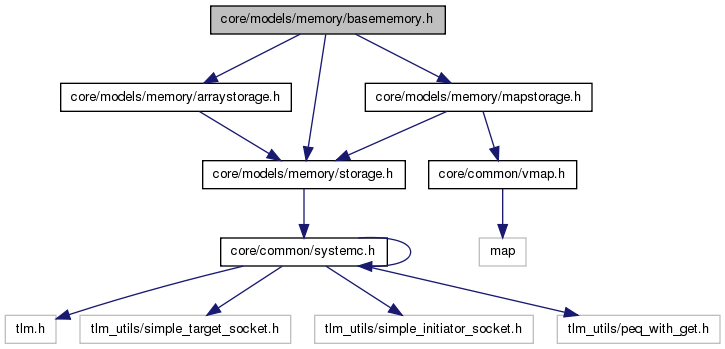 core/models/memory/basememory.h
core/models/memory/arraystorage.h
core/models/memory/mapstorage.h
core/models/memory/storage.h
core/common/vmap.h
core/common/systemc.h
map
tlm.h
tlm_utils/simple_target_socket.h
tlm_utils/simple_initiator_socket.h
tlm_utils/peq_with_get.h